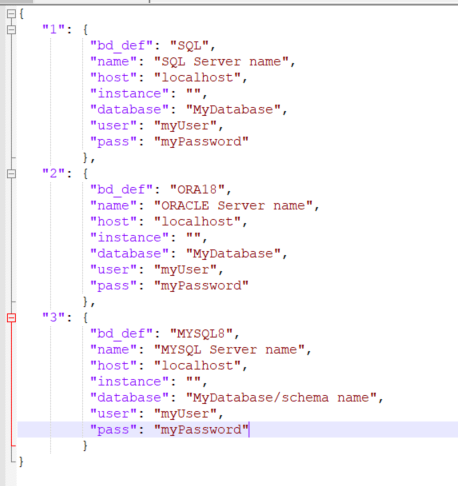 {
"1": {
"bd_def": "SQL",
"name": "SQL Server name",
"host": "localhost",
"instance": "",
"database": "MyDatabase",
"user": "myUser",
"pass": "myPassword"
},
"2": {
"bd_def": "ORA18",
"name": "ORACLE Server name",
"host": "localhost",
"instance": "",
"database": "MyDatabase",
"user": "myUser",
"pass": "myPassword"
},
"3": {
"bd_def": "MYSQL8",
"name": "MYSQL Server name",
"host": "localhost",
"instance": "",
"database": "MyDatabase/schema name",
"user": "myUser",
"pass": "myPassword"
}
}